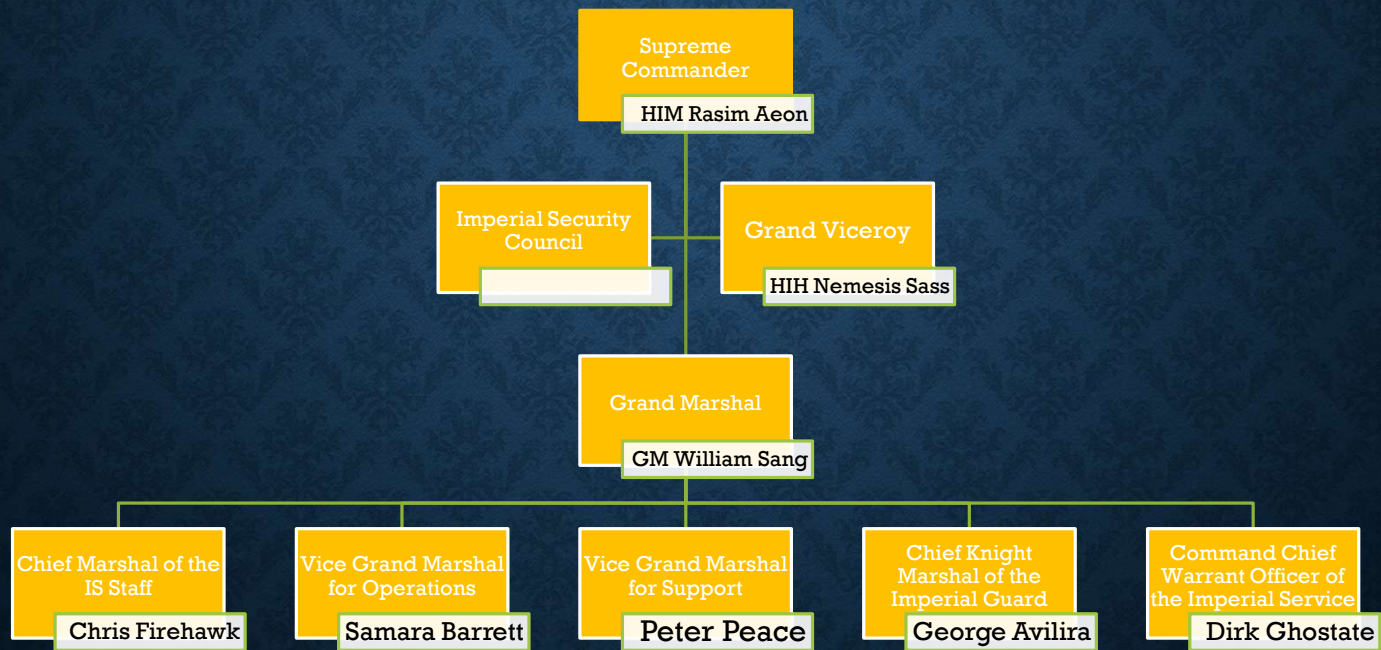 Supreme
Commander
HIM Rasim Aeon
Imperial Security
Council
Grand Viceroy
HIH Nemesis Sass
Grand Marshal
GM William Sang
Chief Marshal of the
IS Staff
Chris Firehawk
Vice Grand Marshal
for Operations
Samara Barrett
Vice Grand Marshal
for Support
Peter Peace
Chief Knight
Marshal of the
Imperial Guard
George Avilira
Command Chief
Warrant Officer of
the Imperial Service
Dirk Ghostate